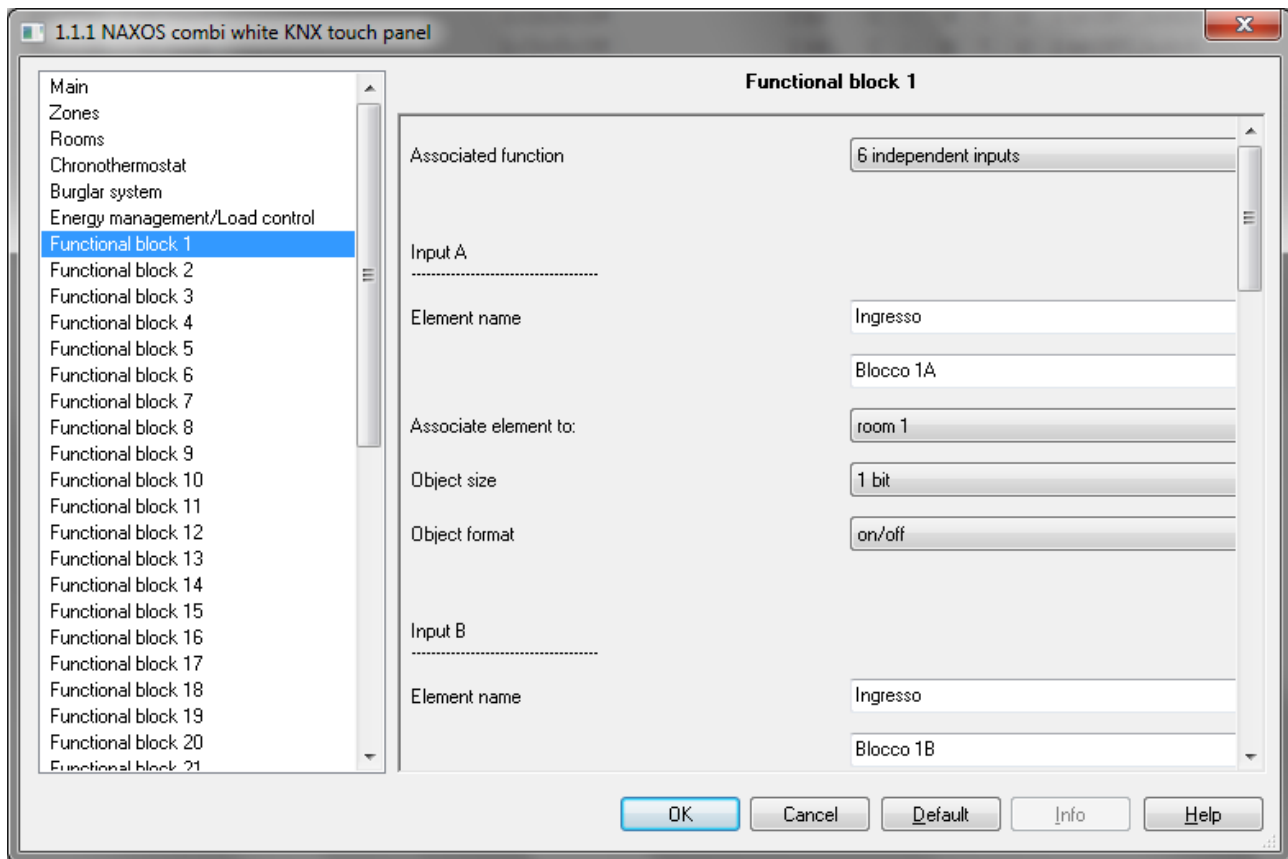 1.1.1 NAXOS combi white KNX touch panel
Main
Zones
Rooms
Chronothermostat
Burglar system
Energy management/Load control
Functional block 1
Functional block 2
Functional block 3
Functional block 4
Functional block 5
Functional block 6
Functional block 7
Functional block 8
Functional block 9
Functional block 10
Functional block 11
Functional block 12
Functional block 13
Functional block 14
Functional block 15
Functional block 16
Functional block 17
Functional block 18
Functional block 19
Functional block 20
Functional block 21
Functional block 1
Associated function 6 independent inputs
Input A
-------------------------------------
Element name Ingresso
Blocco 1A
Associate element to: room 1
Object size 1 bit
Object format on/off
Input B
-------------------------------------
Element name Ingresso
Blocco 1B
OK Cancel Default Info Help